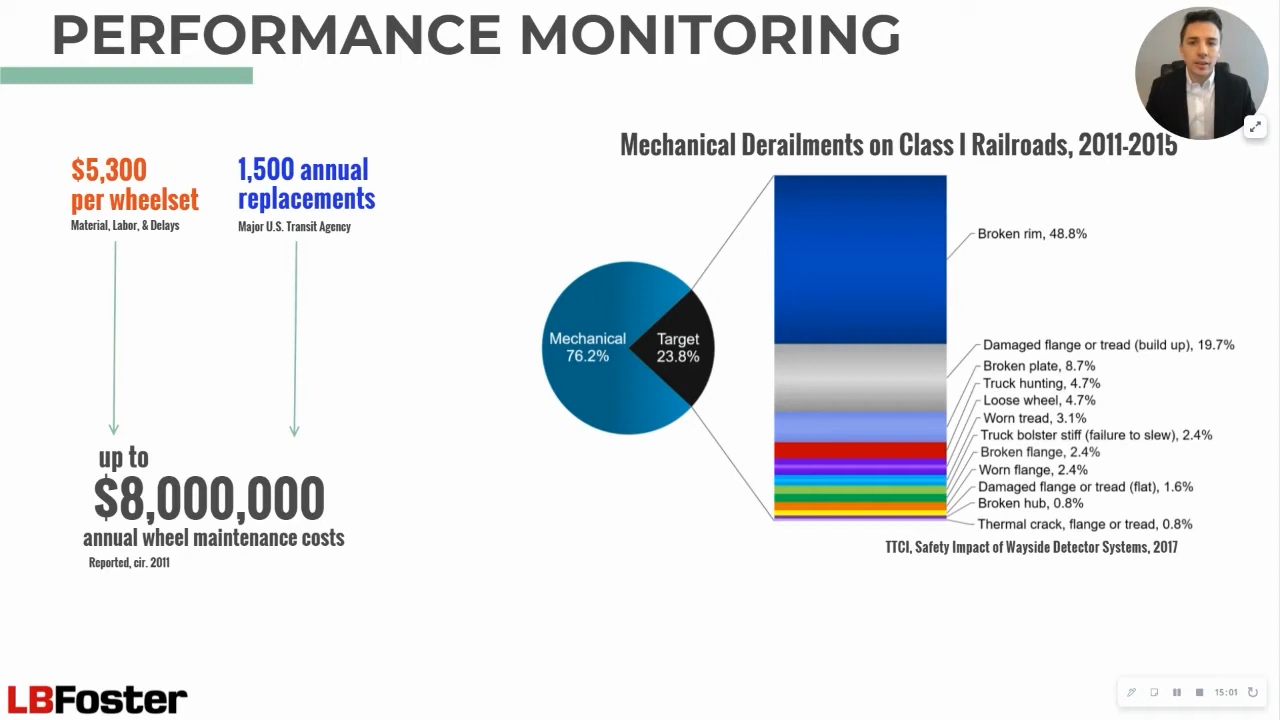 PERFORMANCE MONITORING
$5,300
per wheelset
Material, Labor, & Delays
1,500 annual
replacements
Major U.S. Transit Agency
up to
$8,000,000
annual wheel maintenance costs
Reported, cir. 2011
Mechanical Derailments on Class I Railroads, 2011-2015
Mechanical
76.2%
Target
23.8%
Broken rim, 48.8%
Damaged flange or tread (build up), 19.7%
Broken plate, 8.7%
Truck hunting, 4.7%
Loose wheel, 4.7%
Worn tread, 3.1%
Truck bolster stiff (failure to slew), 2.4%
Broken flange, 2.4%
Worn flange, 2.4%
Damaged flange or tread (flat), 1.6%
Broken hub, 0.8%
Thermal crack, flange or tread, 0.8%
TTCI, Safety Impact of Wayside Detector Systems, 2017
LBFoster
15:01